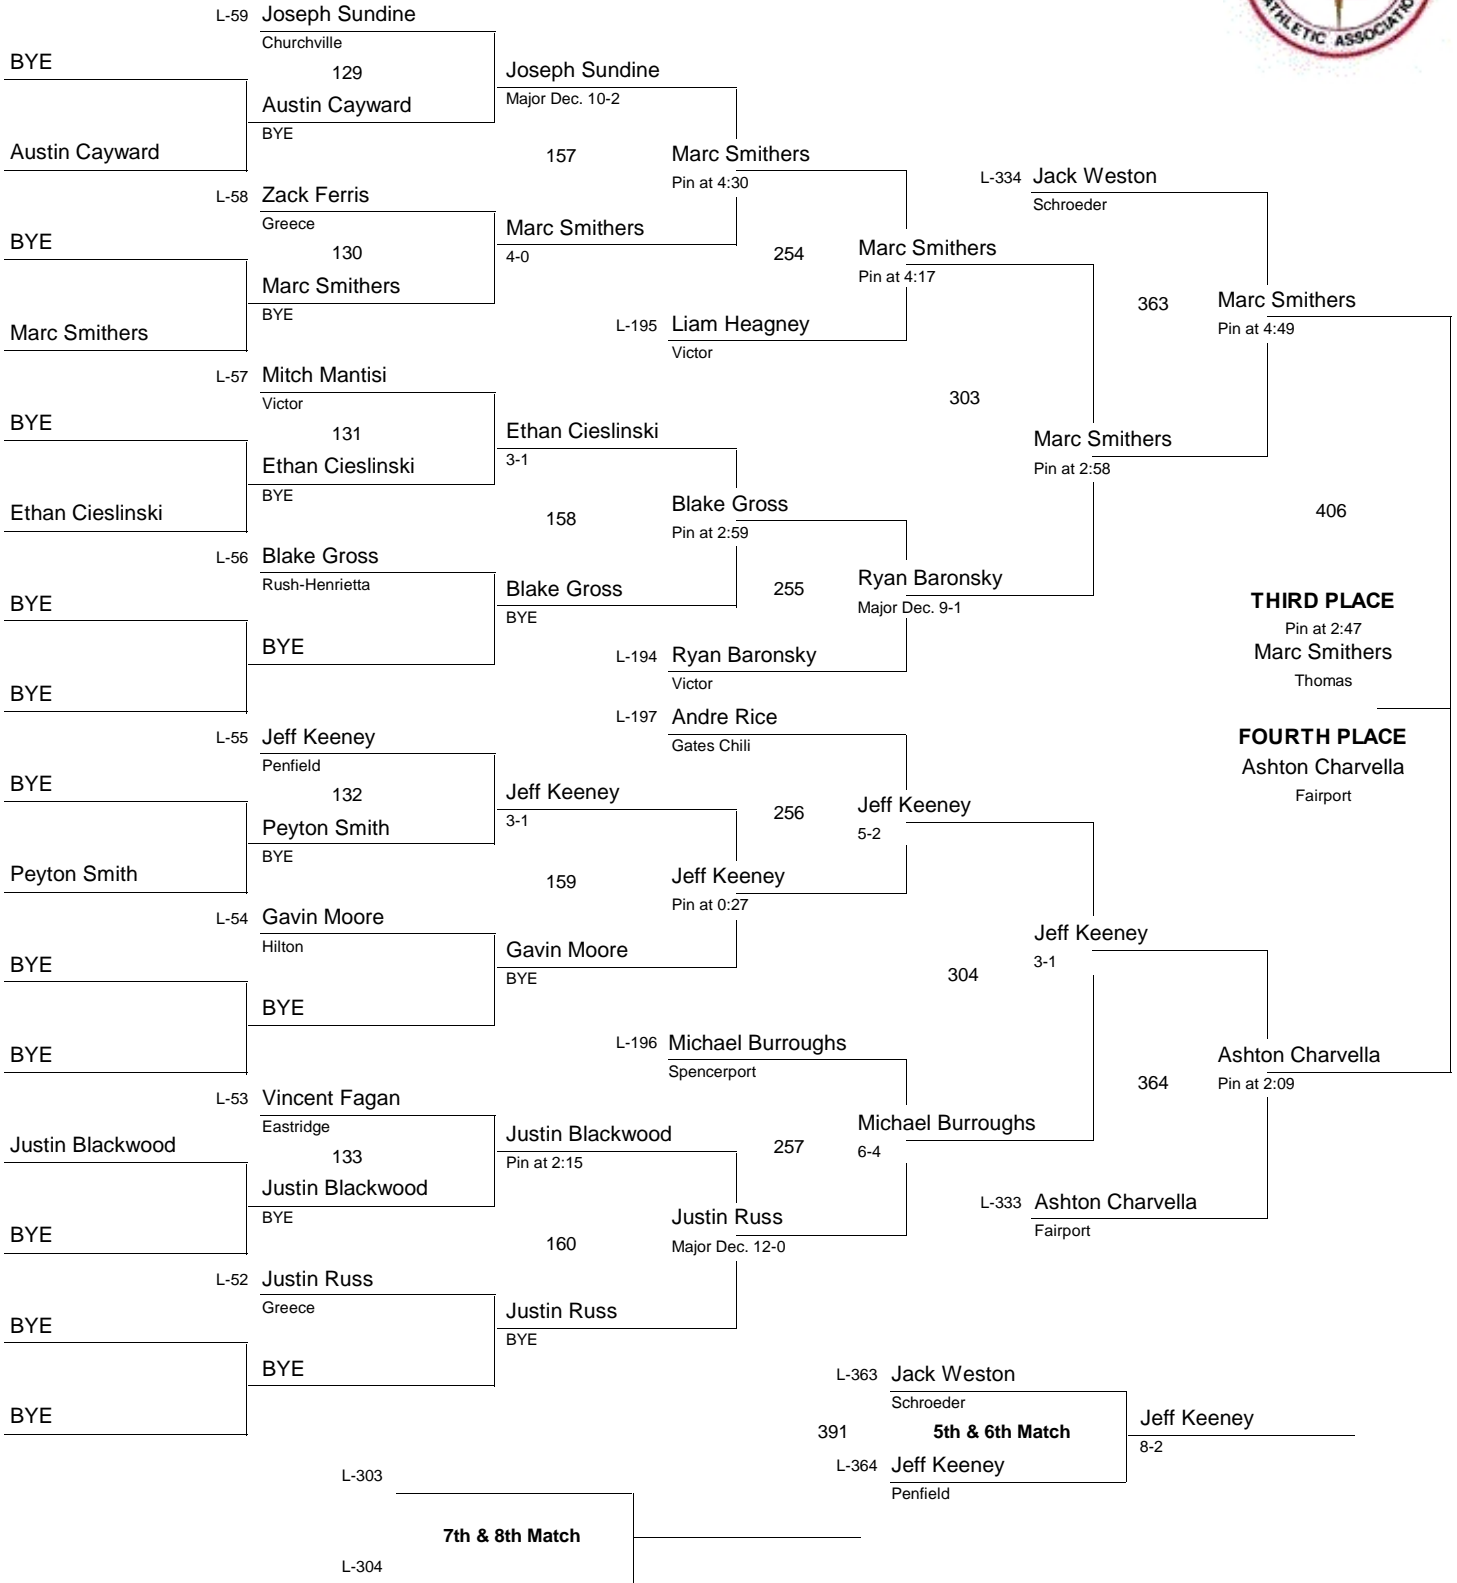 ATHLETIC ASSOCIATION
L-59 Joseph Sundine
Churchville
BYE
129
Joseph Sundine
Major Dec. 10-2
Austin Cayward
BYE
Austin Cayward
157
Marc Smithers
Pin at 4:30
L-334 Jack Weston
Schroeder
L-58 Zack Ferris
Greece
BYE
130
Marc Smithers
4-0
254
Marc Smithers
Pin at 4:17
Marc Smithers
BYE
363
Marc Smithers
Pin at 4:49
Marc Smithers
L-195 Liam Heagney
Victor
L-57 Mitch Mantisi
Victor
303
BYE
131
Ethan Cieslinski
3-1
Marc Smithers
Pin at 2:58
Ethan Cieslinski
BYE
Ethan Cieslinski
158
Blake Gross
Pin at 2:59
406
L-56 Blake Gross
Rush-Henrietta
Blake Gross
BYE
255
Ryan Baronsky
Major Dec. 9-1
BYE
THIRD PLACE
Pin at 2:47
Marc Smithers
Thomas
BYE
L-194 Ryan Baronsky
Victor
BYE
L-197 Andre Rice
Gates Chili
L-55 Jeff Keeney
Penfield
FOURTH PLACE
Ashton Charvella
Fairport
BYE
132
Jeff Keeney
3-1
256
Jeff Keeney
5-2
Peyton Smith
BYE
Peyton Smith
159
Jeff Keeney
Pin at 0:27
L-54 Gavin Moore
Hilton
Gavin Moore
BYE
Jeff Keeney
3-1
BYE
304
BYE
BYE
L-196 Michael Burroughs
Spencerport
Ashton Charvella
Pin at 2:09
364
L-53 Vincent Fagan
Eastridge
Justin Blackwood
133
Justin Blackwood
Pin at 2:15
257
Michael Burroughs
6-4
Justin Blackwood
BYE
L-333 Ashton Charvella
Fairport
BYE
160
Justin Russ
Major Dec. 12-0
L-52 Justin Russ
Greece
BYE
Justin Russ
BYE
BYE
BYE
L-363 Jack Weston
Schroeder
391
5th & 6th Match
Jeff Keeney
8-2
L-364 Jeff Keeney
Penfield
L-303
7th & 8th Match
L-304